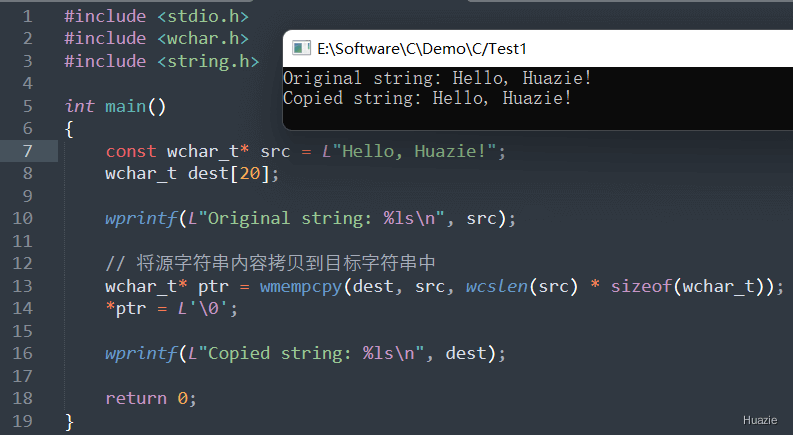 1 #include <stdio.h>
2 #include <wchar.h>
3 #include <string.h>
4
5 int main()
6 {
7     const wchar_t* src = L"Hello, Huazie!";
8     wchar_t dest[20];
9
10     wprintf(L"Original string: %ls\n", src);
11
12     // 将源字符串内容拷贝到目标字符串中
13     wchar_t* ptr = wmempcpy(dest, src, wcslen(src) * sizeof(wchar_t));
14     *ptr = L'\0';
15
16     wprintf(L"Copied string: %ls\n", dest);
17
18     return 0;
19 }
E:\Software\C\Demo\C/Test1
Original string: Hello, Huazie!
Copied string: Hello, Huazie!
Huazie